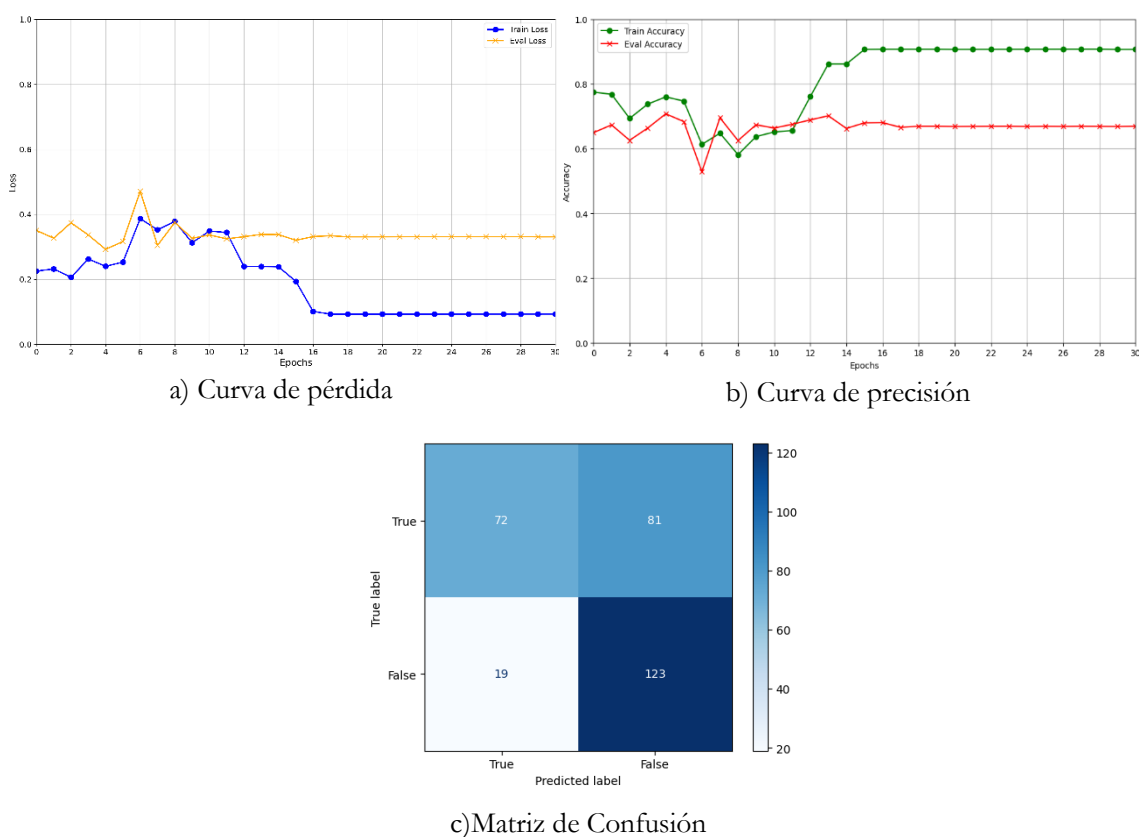 1.0
0.8
0.6
0.4
0.2
0.0
Loss
Train Loss
Eval Loss
0 2 4 6 8 10 12 14 16 18 20 22 24 26 28 30
Epochs
a) Curva de pérdida
1.0
0.8
0.6
0.4
0.2
0.0
Accuracy
Train Accuracy
Eval Accuracy
0 2 4 6 8 10 12 14 16 18 20 22 24 26 28 30
Epochs
b) Curva de precisión
True label
True
False
72 81
19 123
True False
Predicted label
120
100
80
60
40
20
c)Matriz de Confusión